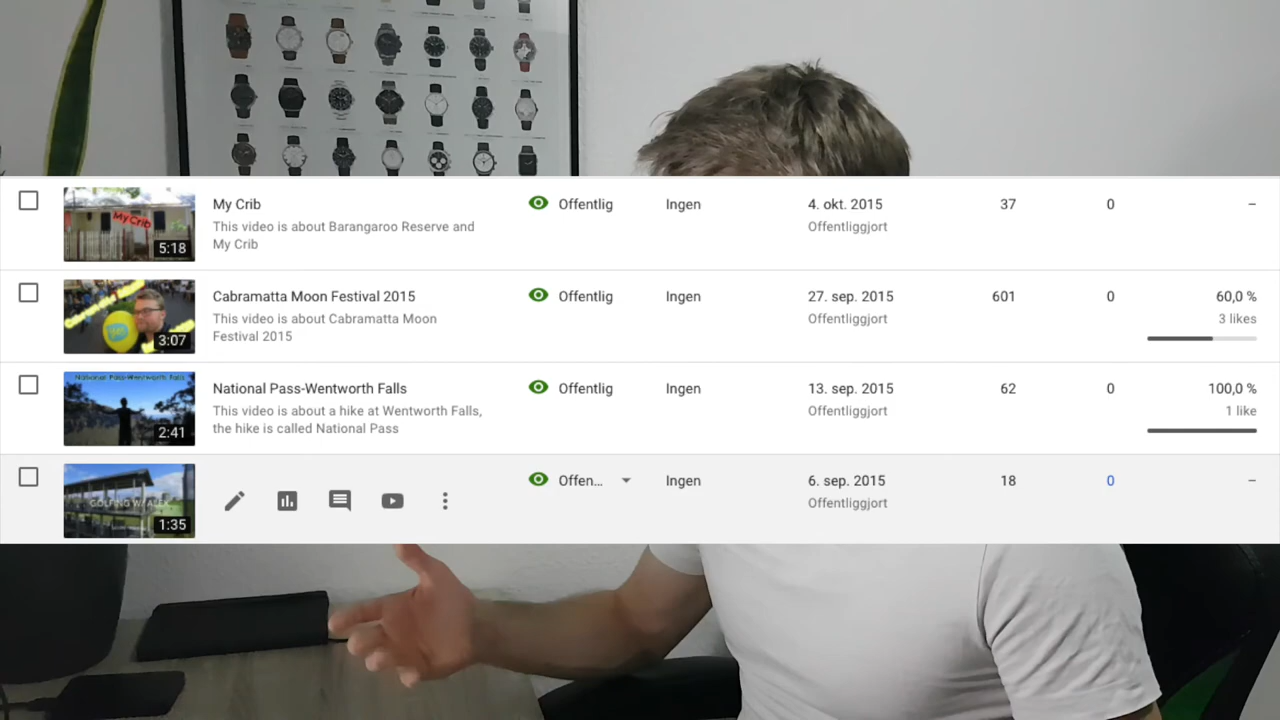 My Crib
Offentlig
Ingen
4. okt. 2015
37
0
–
This video is about Barangaroo Reserve and
Offentliggjort
My Crib
My Crib
5:18
Cabramatta Moon Festival 2015
Offentlig
Ingen
27. sep. 2015
601
0
60,0 %
This video is about Cabramatta Moon
Offentliggjort
3 likes
Festival 2015
3:07
National Pass-Wentworth Falls
National Pass-Wentworth Falls
Offentlig
Ingen
13. sep. 2015
62
0
100,0 %
This video is about a hike at Wentworth Falls,
Offentliggjort
1 like
the hike is called National Pass
2:41
Offen...
Ingen
6. sep. 2015
18
0
–
Offentliggjort
GOLFING W/ ALEX
1:35